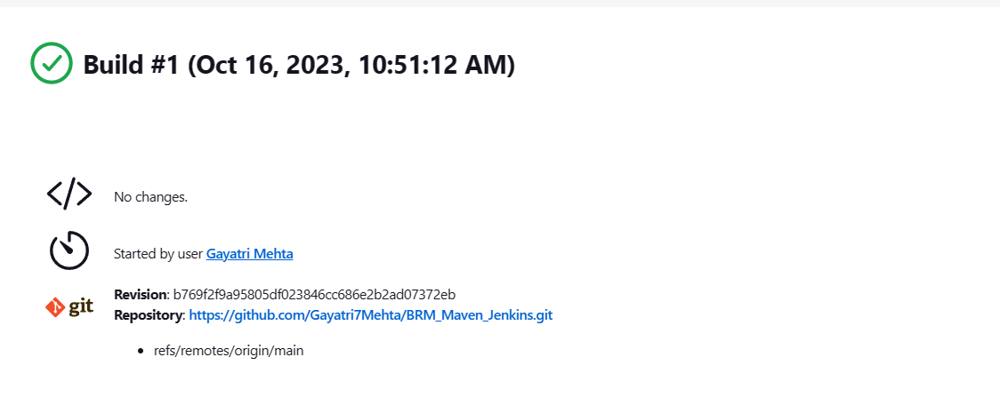 Build #1 (Oct 16, 2023, 10:51:12 AM)
No changes.
Started by user Gayatri Mehta
Revision: b769f2f9a95805df023846cc686e2b2ad07372eb
git
Repository: https://github.com/Gayatri7Mehta/BRM_Maven_Jenkins.git
refs/remotes/origin/main